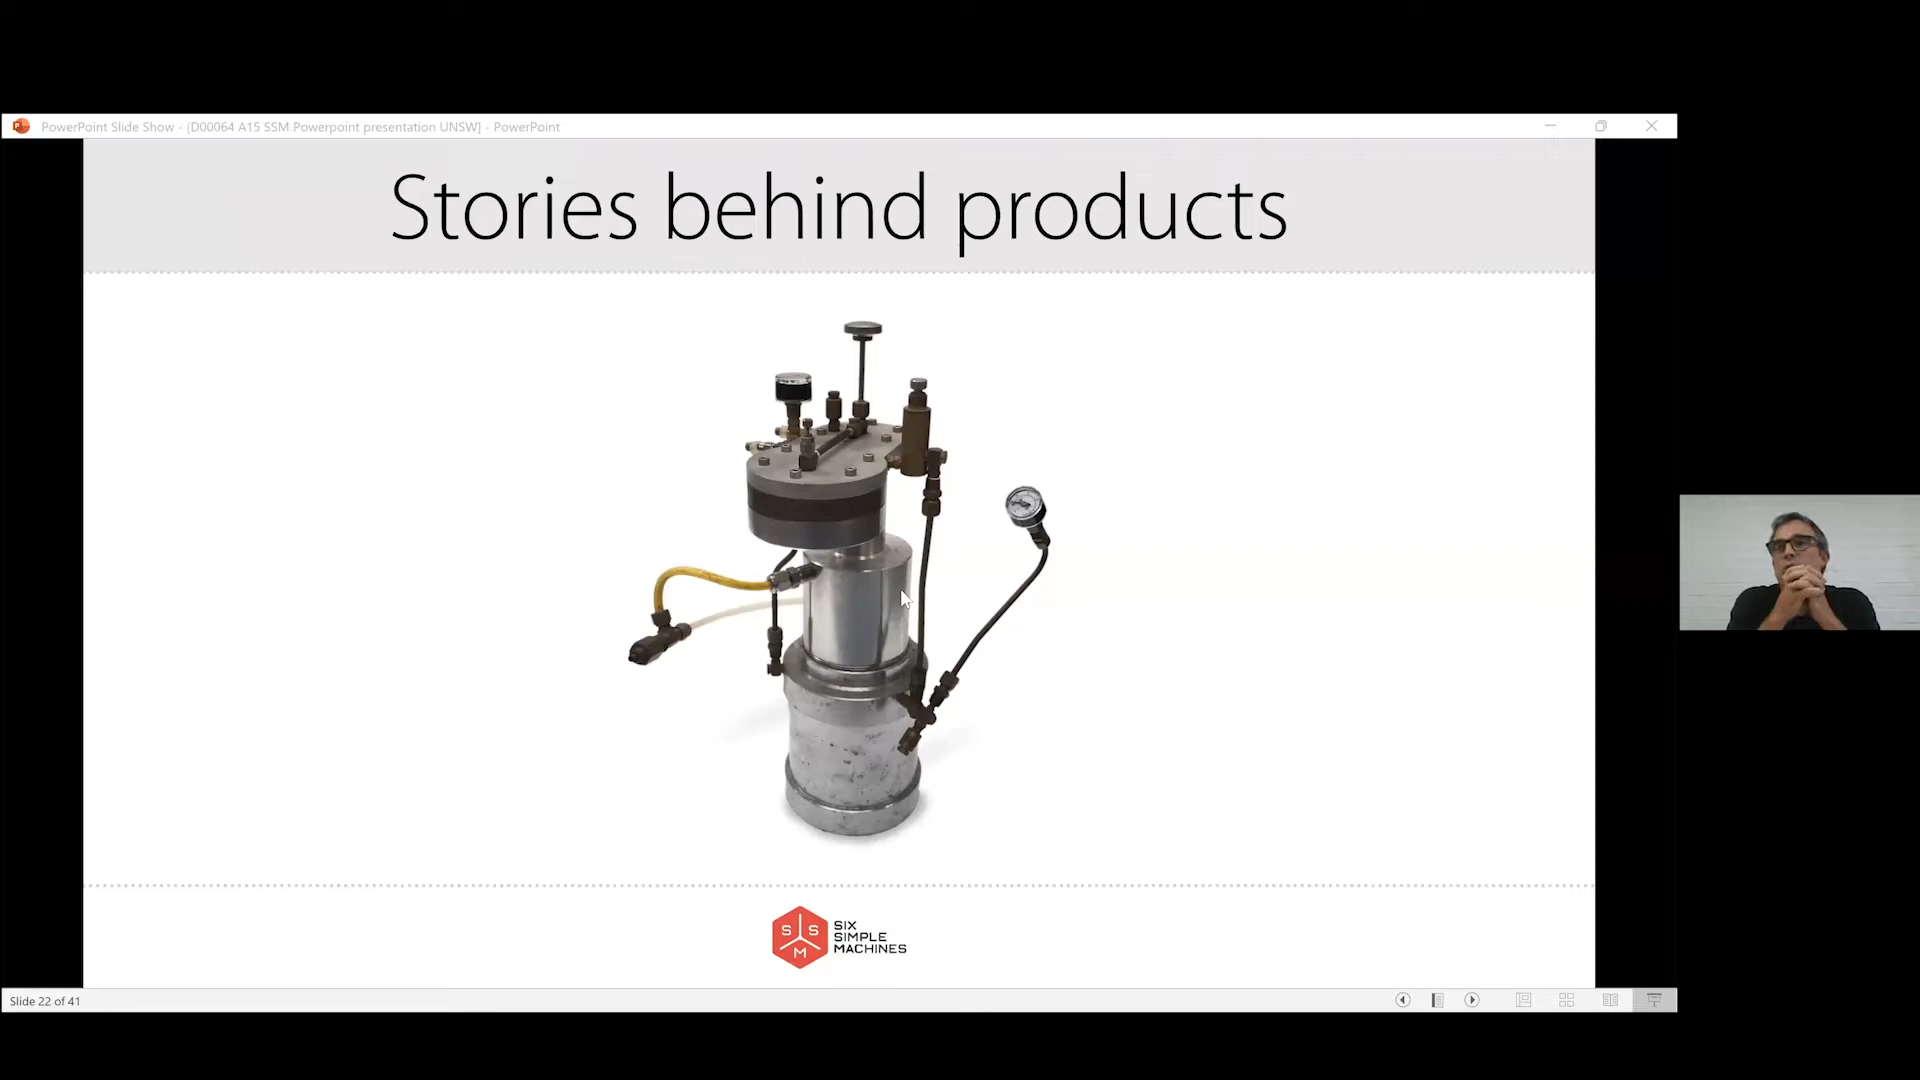 PowerPoint Slide Show - [D00064 A15 SSM Powerpoint presentation UNSW] - PowerPoint
Stories behind products
S S M
SIX
SIMPLE
MACHINES
Slide 22 of 41